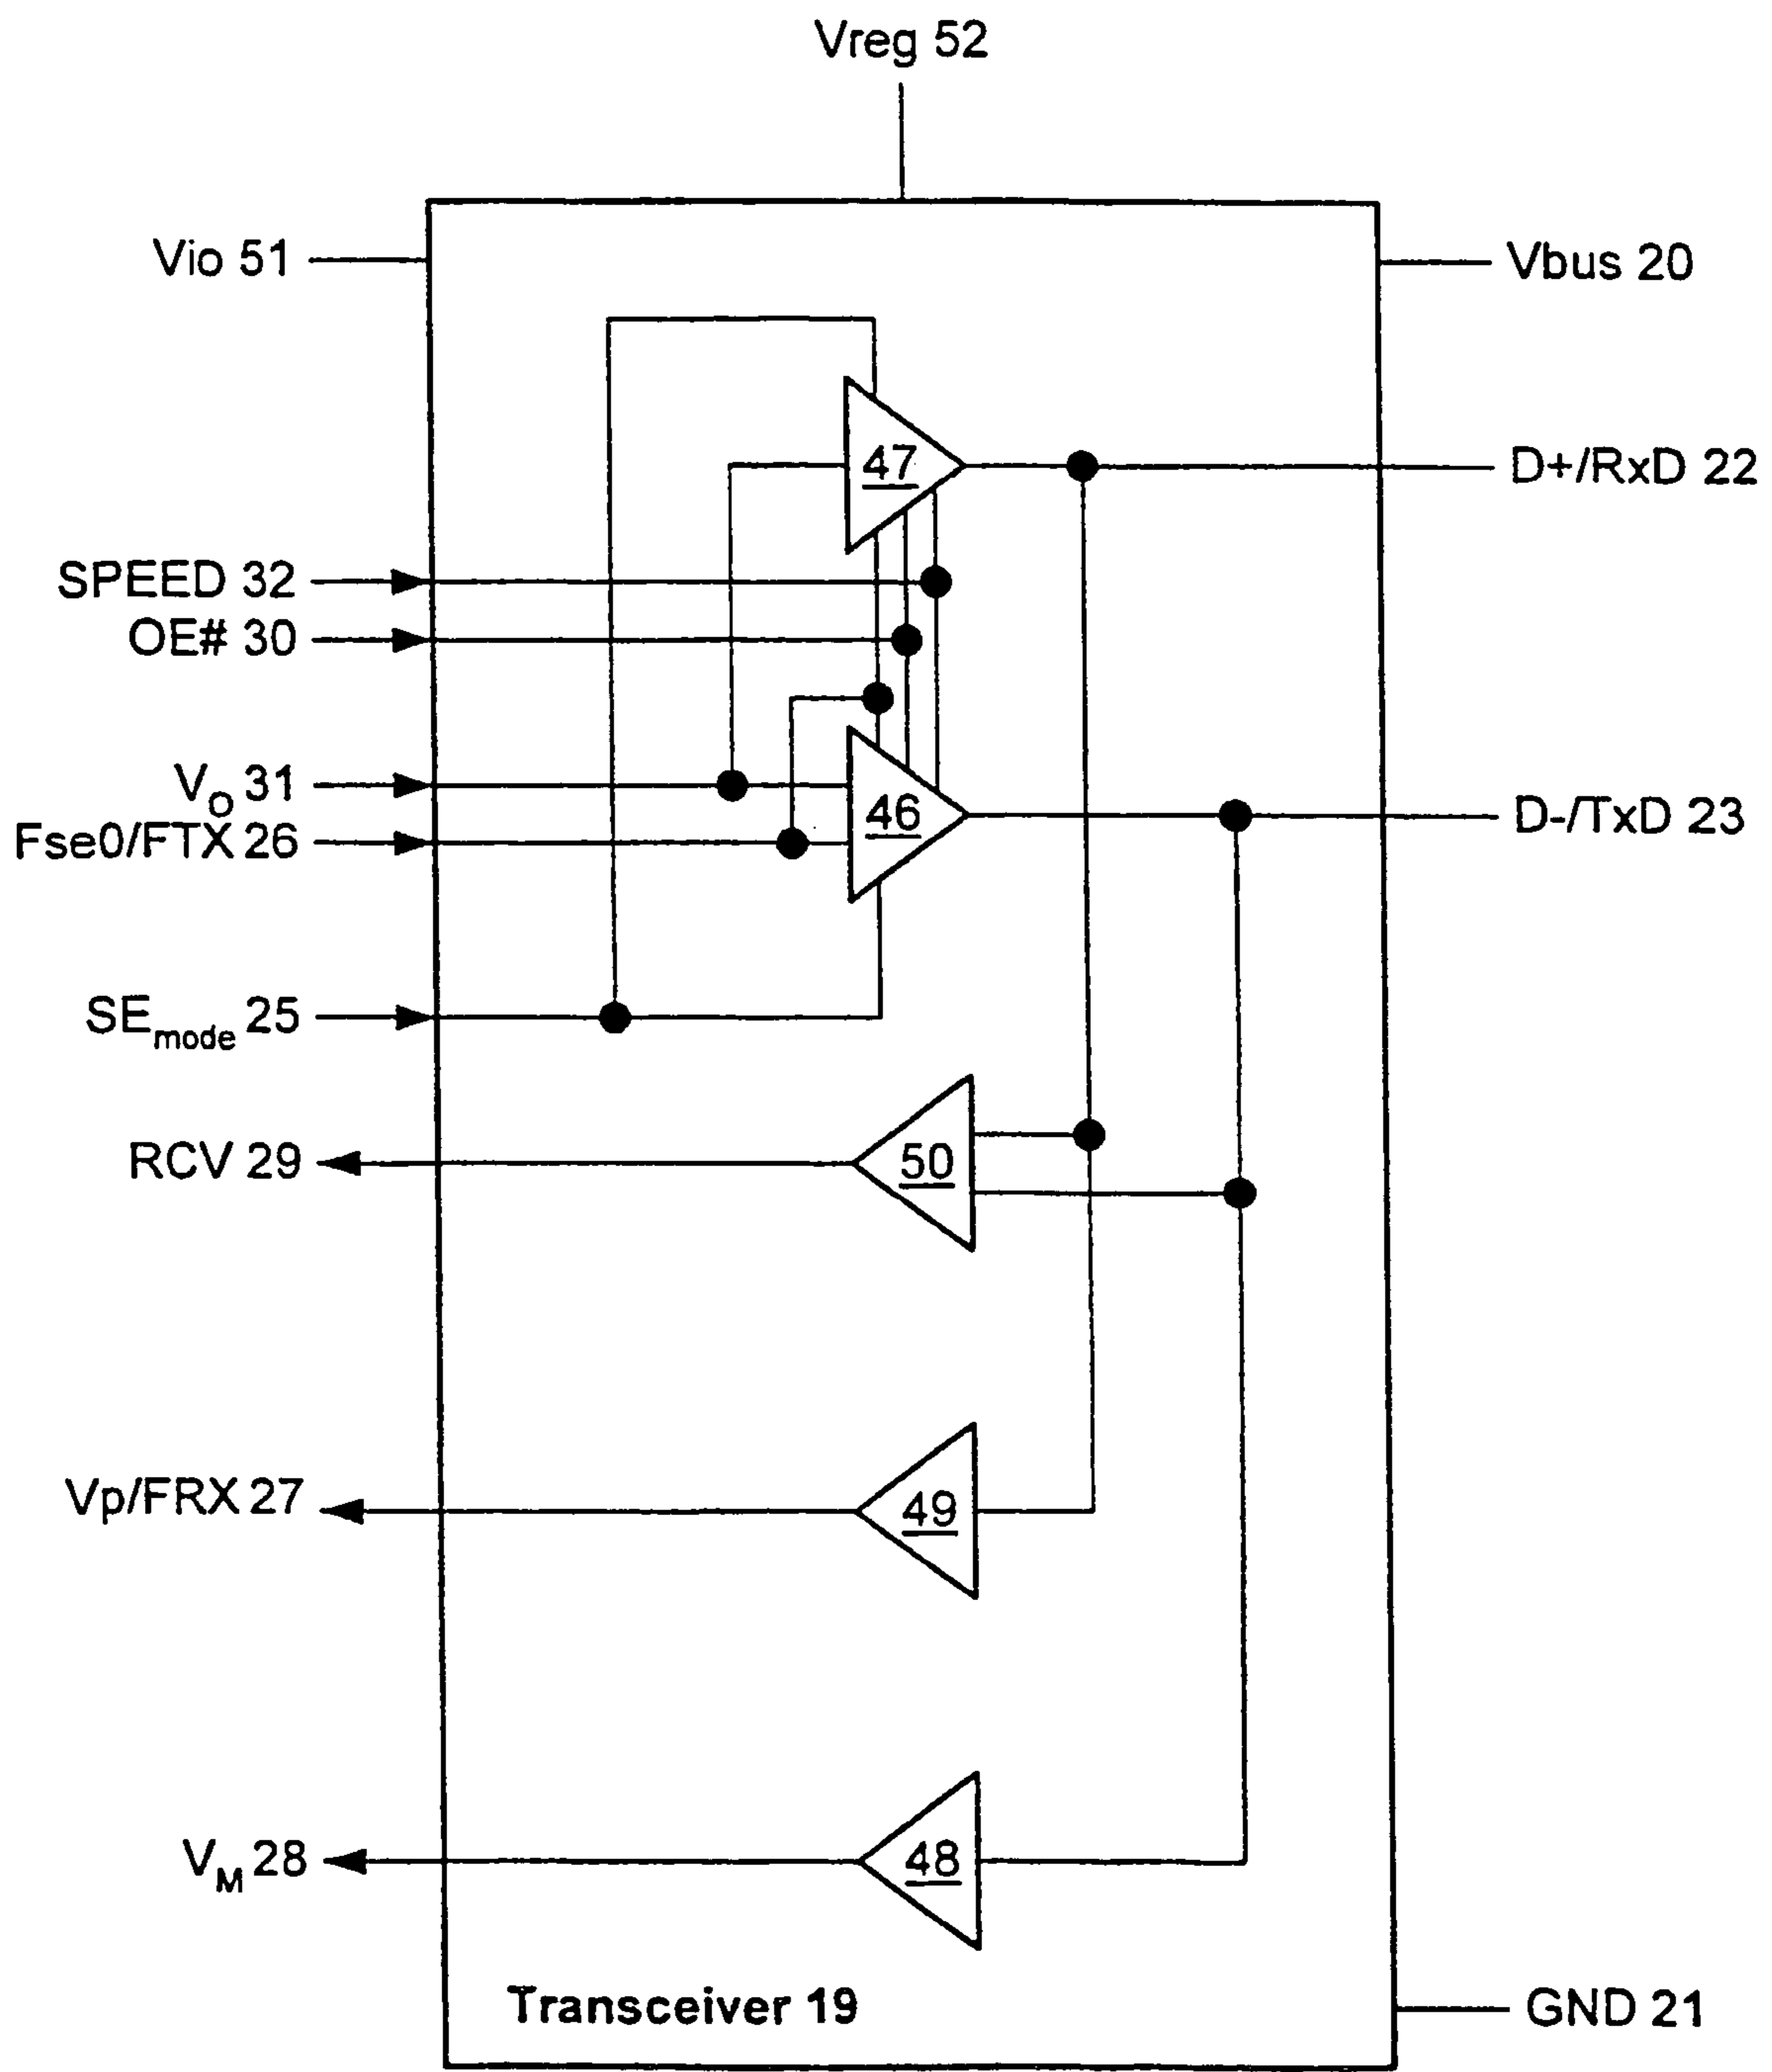 Vreg 52
Vio 51
Vbus 20
47
D+/RxD 22
SPEED 32
OE# 30
VO 31
46
D-/TxD 23
Fse0/FTX 26
SEmode 25
RCV 29
50
Vp/FRX 27
49
VM 28
48
Transceiver 19
GND 21